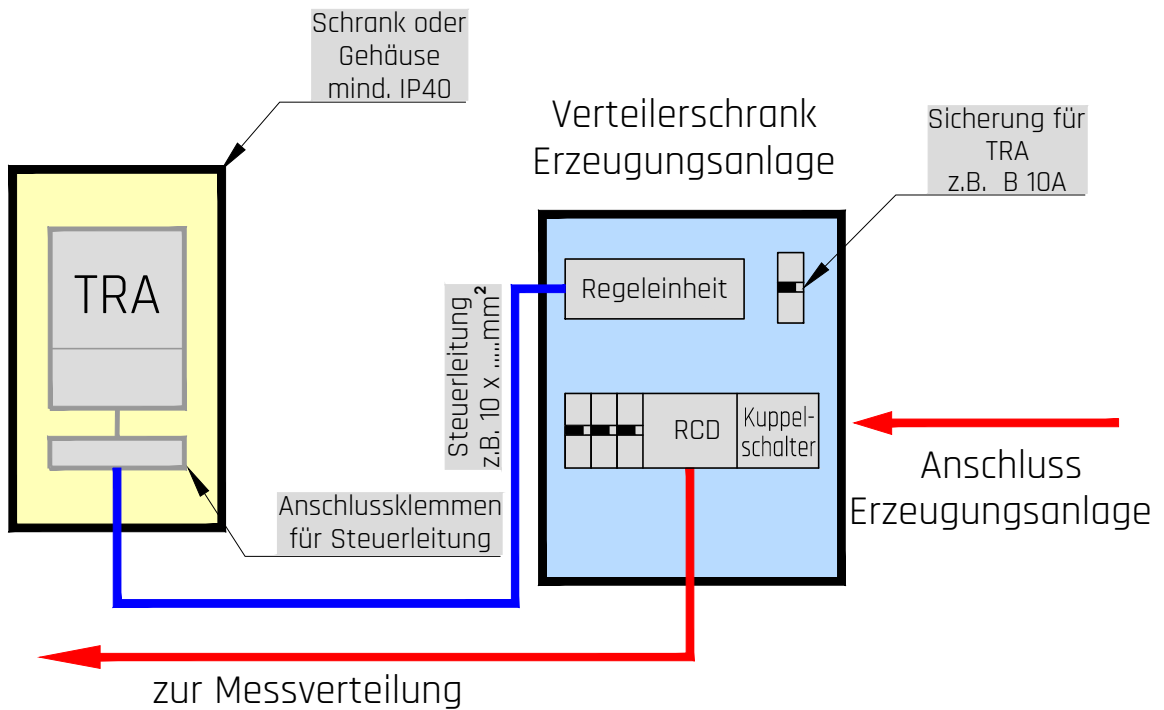 Schrank oder
Gehäuse
mind. IP40
Verteilerschrank
Erzeugungsanlage
Sicherung für
TRA
z.B. B 10A
TRA
Steuerleitung
z.B. 10 x .....mm²
Regeleinheit
RCD
Kuppel-
schalter
Anschluss
Erzeugungsanlage
Anschlussklemmen
für Steuerleitung
zur Messverteilung